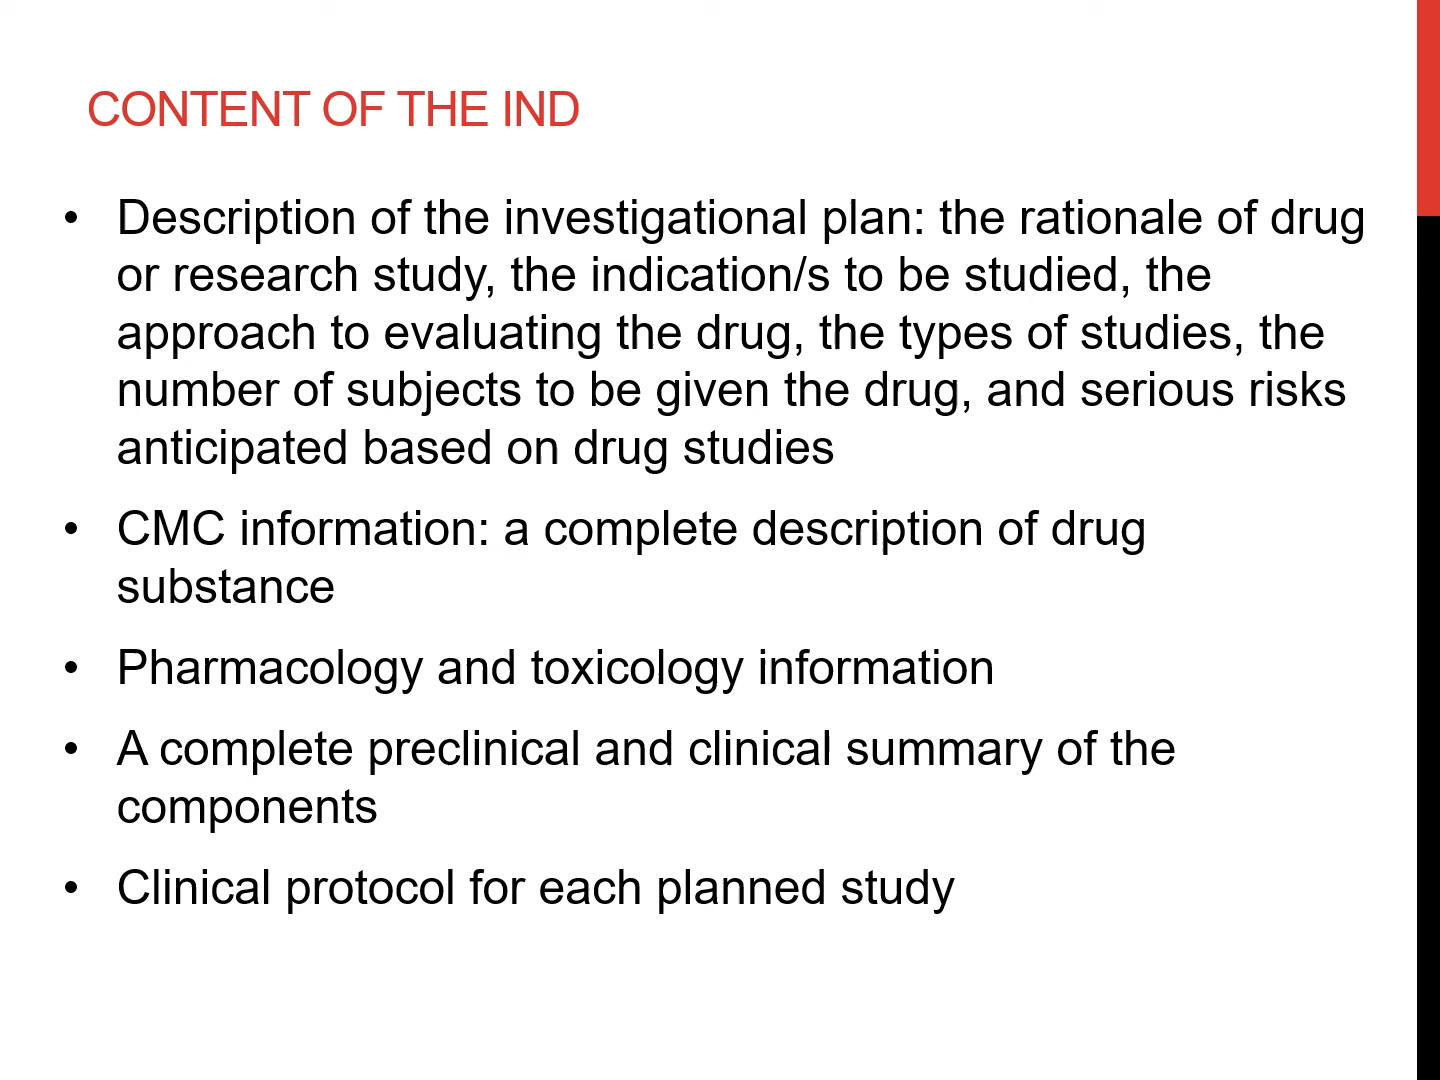 CONTENT OF THE IND
• Description of the investigational plan: the rationale of drug
or research study, the indication/s to be studied, the
approach to evaluating the drug, the types of studies, the
number of subjects to be given the drug, and serious risks
anticipated based on drug studies
• CMC information: a complete description of drug
substance
• Pharmacology and toxicology information
• A complete preclinical and clinical summary of the
components
• Clinical protocol for each planned study